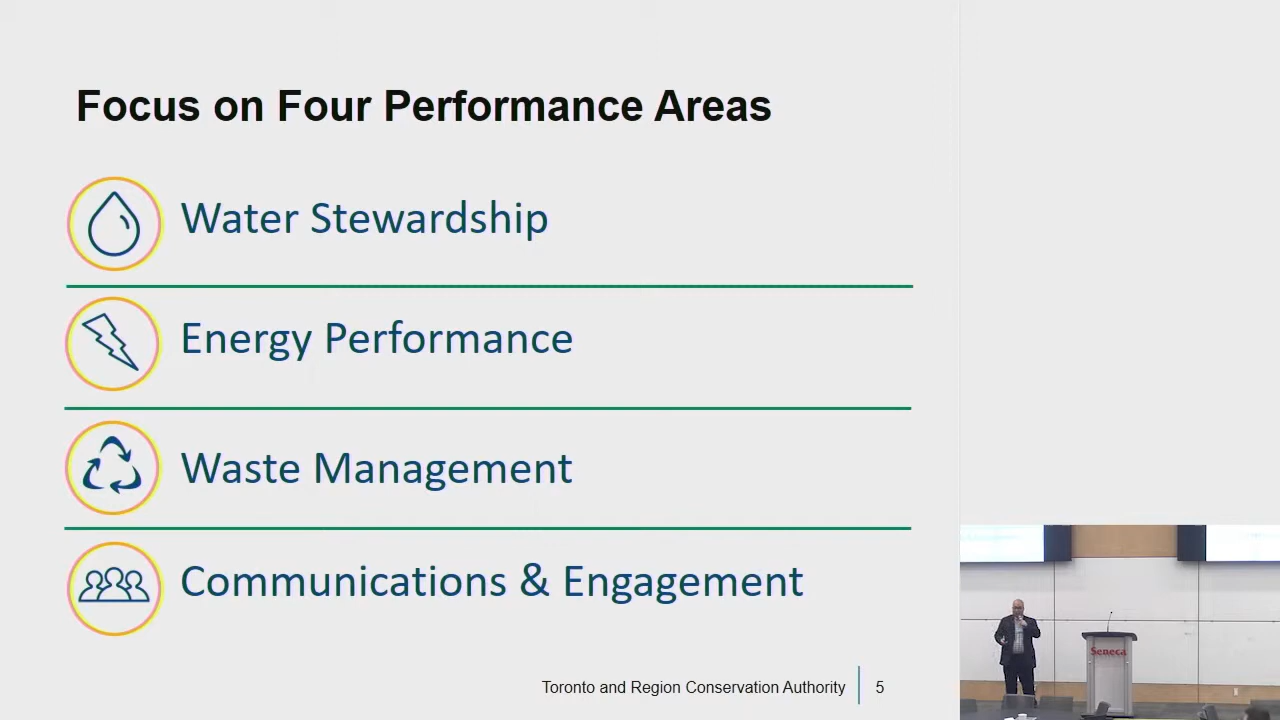 Focus on Four Performance Areas
Water Stewardship
Energy Performance
Waste Management
Communications & Engagement
Toronto and Region Conservation Authority
5
Seneca